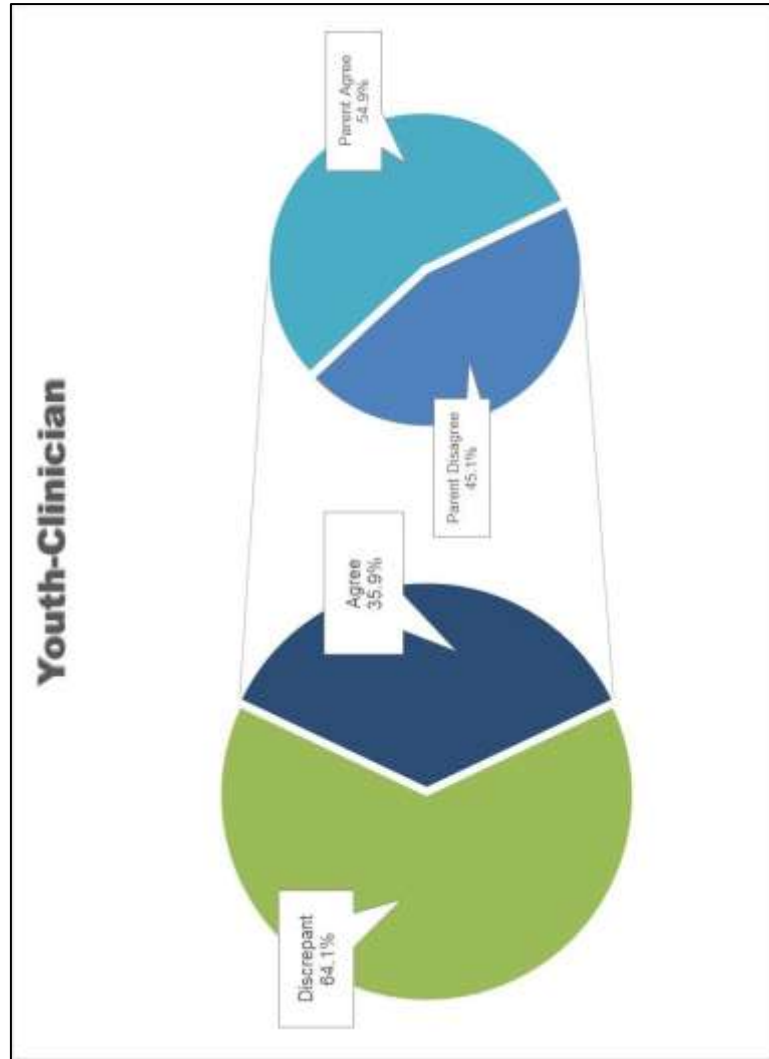 Youth-Clinician
Discrepant
64.1%
Agree
35.9%
Parent Disagree
45.1%
Parent Agree
54.9%